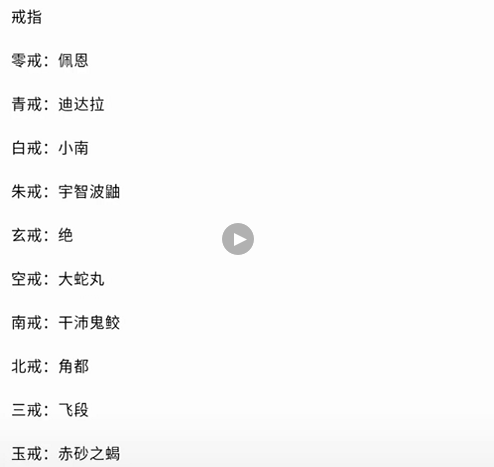 戒指
零戒：佩恩
青戒：迪达拉
白戒：小南
朱戒：宇智波鼬
玄戒：绝
空戒：大蛇丸
南戒：干沛鬼鲛
北戒：角都
三戒：飞段
玉戒：赤砂之蝎